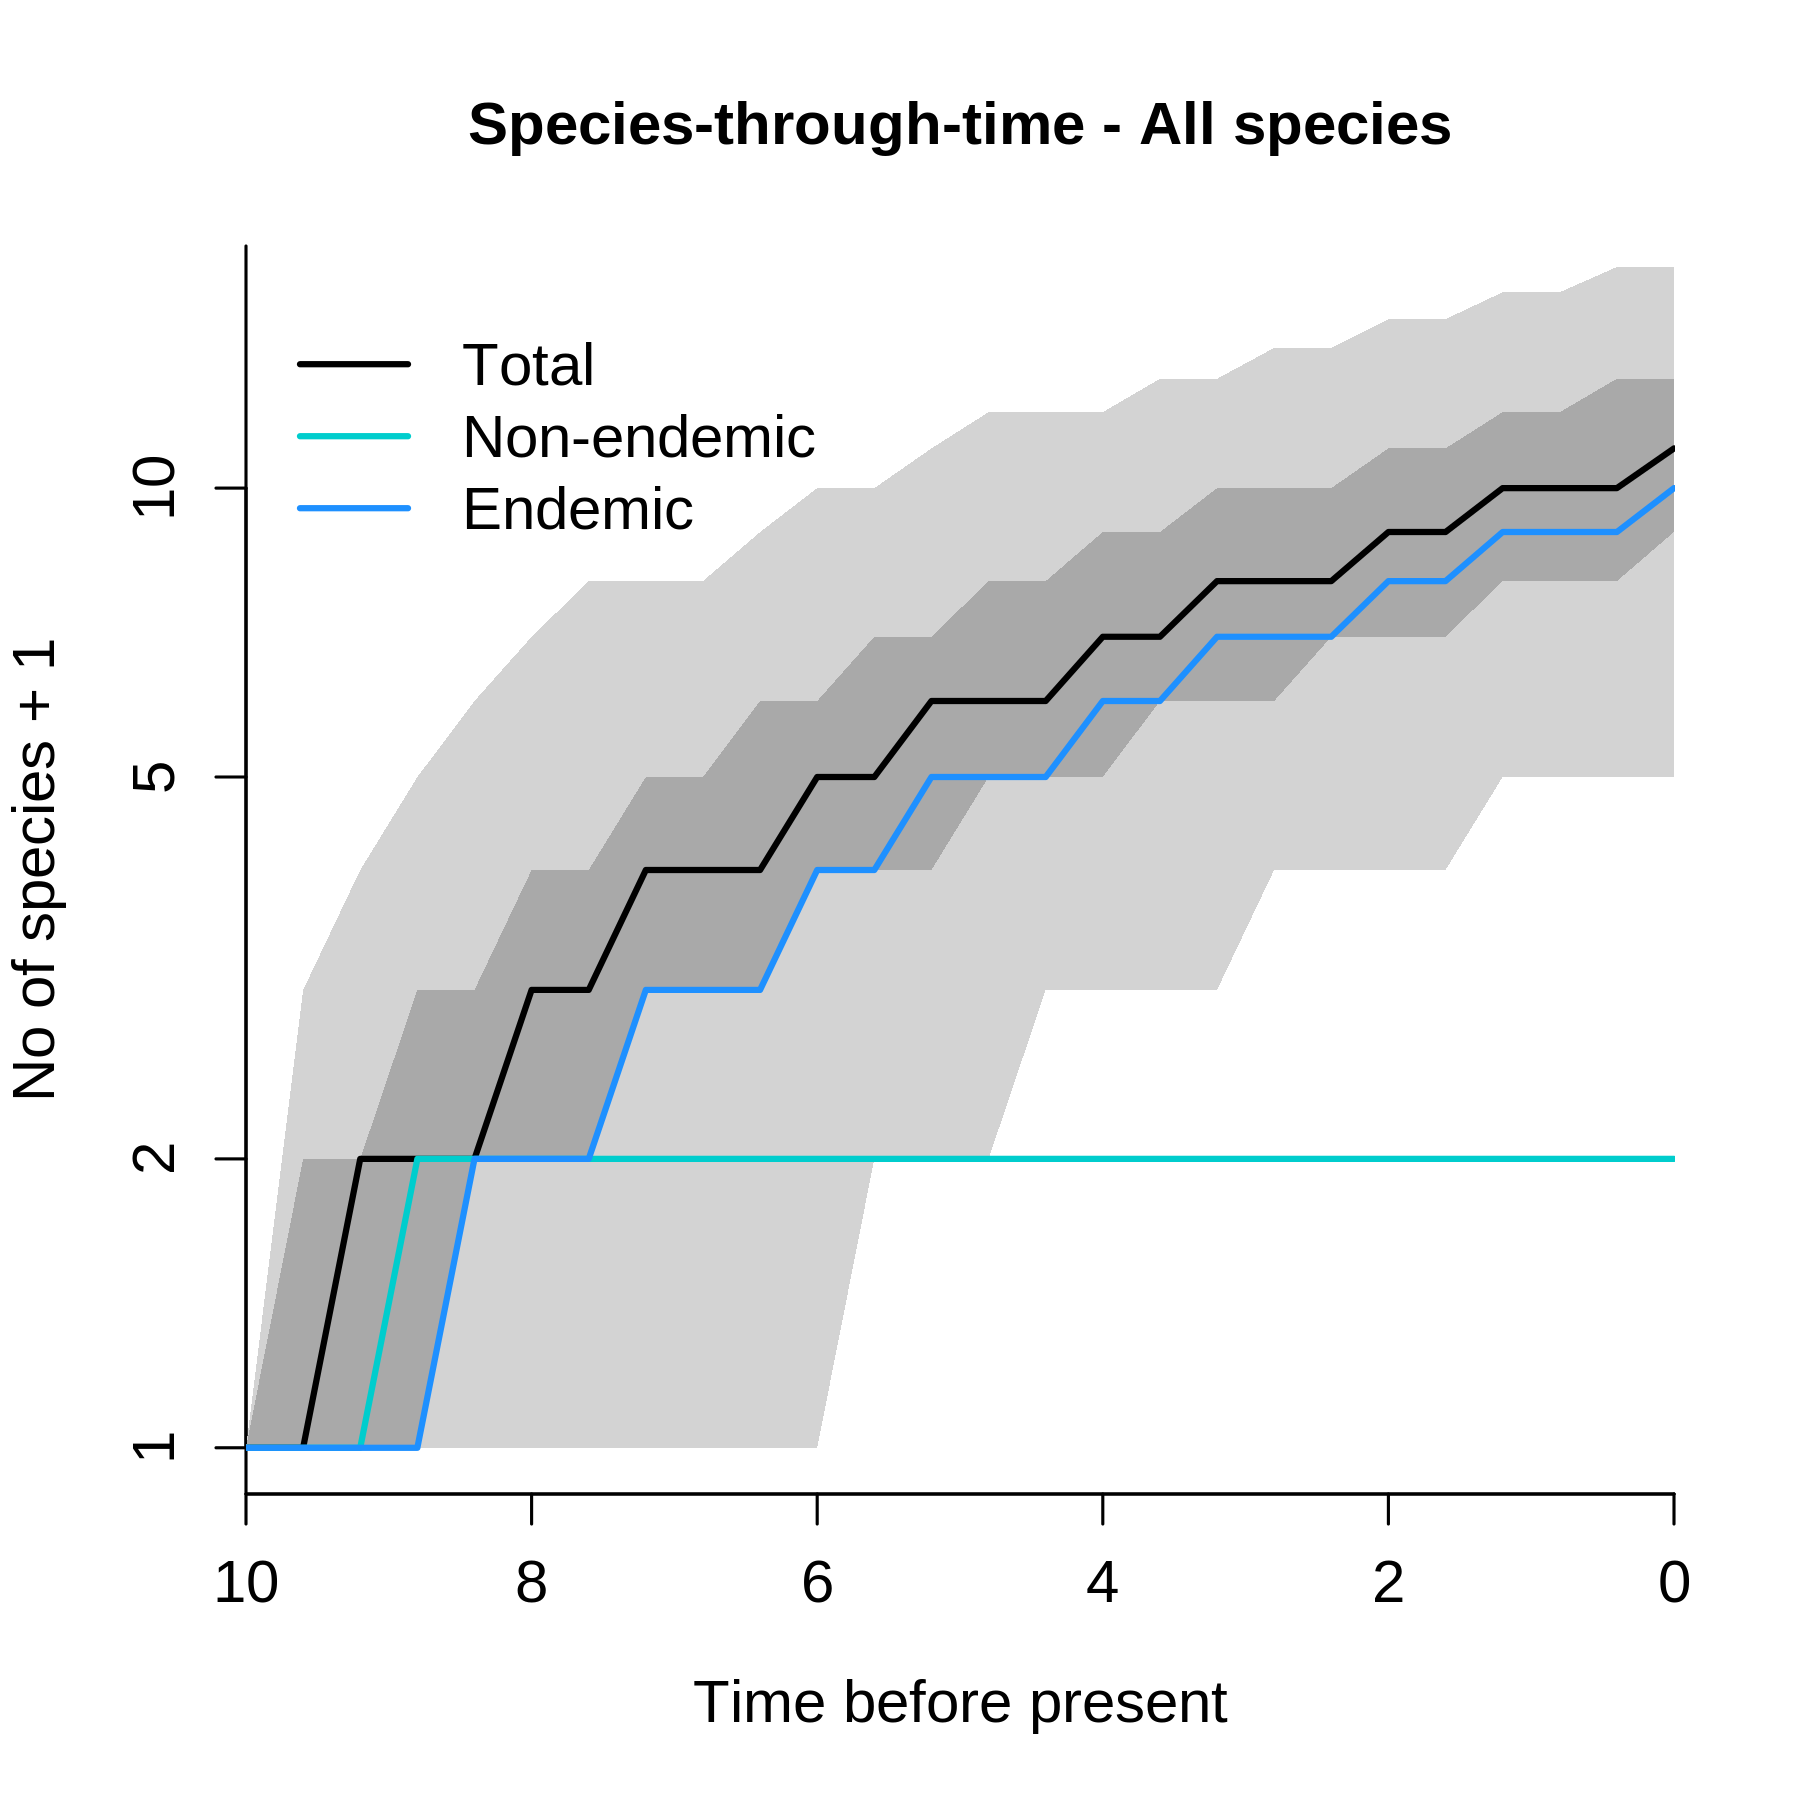 Species-through-time - All species
Total
Non-endemic
Endemic
No of species + 1
10
5
2
1
10 8 6 4 2 0
Time before present